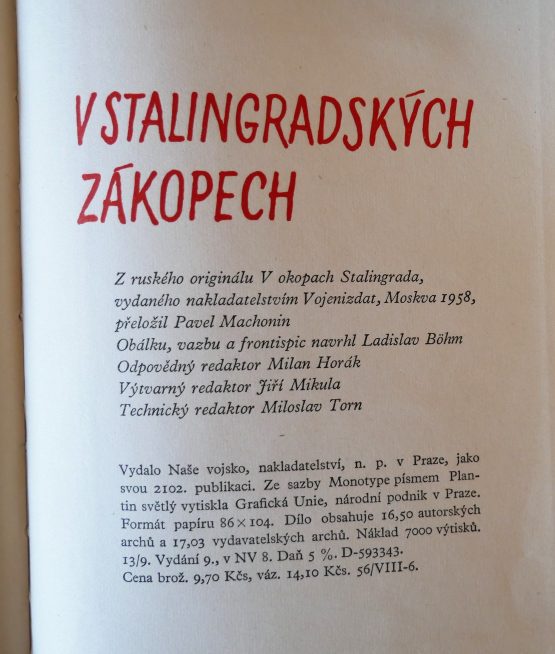 V STALINGRADSKÝCH
ZÁKOPECH
Z ruského originálu V okopach Stalingrada,
vydaného nakladatelstvím Vojenizdat, Moskva 1958,
přeložil Pavel Machonin
Obálku, vazbu a frontispic navrhl Ladislav Böhm
Odpovědný redaktor Milan Horák
Výtvarný redaktor Jiří Mikula
Technický redaktor Miloslav Torn
Vydalo Naše vojsko, nakladatelství, n. p. v Praze, jako
svou 2102. publikaci. Ze sazby Monotype písmem Plan-
tin světlý vytiskla Grafická Unie, národní podnik v Praze.
Formát papíru 86 × 104. Dílo obsahuje 16,50 autorských
archů a 17,03 vydavatelských archů. Náklad 7000 výtisků.
13/9. Vydání 9., v NV 8. Daň 5 %. D-593343.
Cena brož. 9,70 Kčs, váz. 14,10 Kčs. 56/VIII-6.